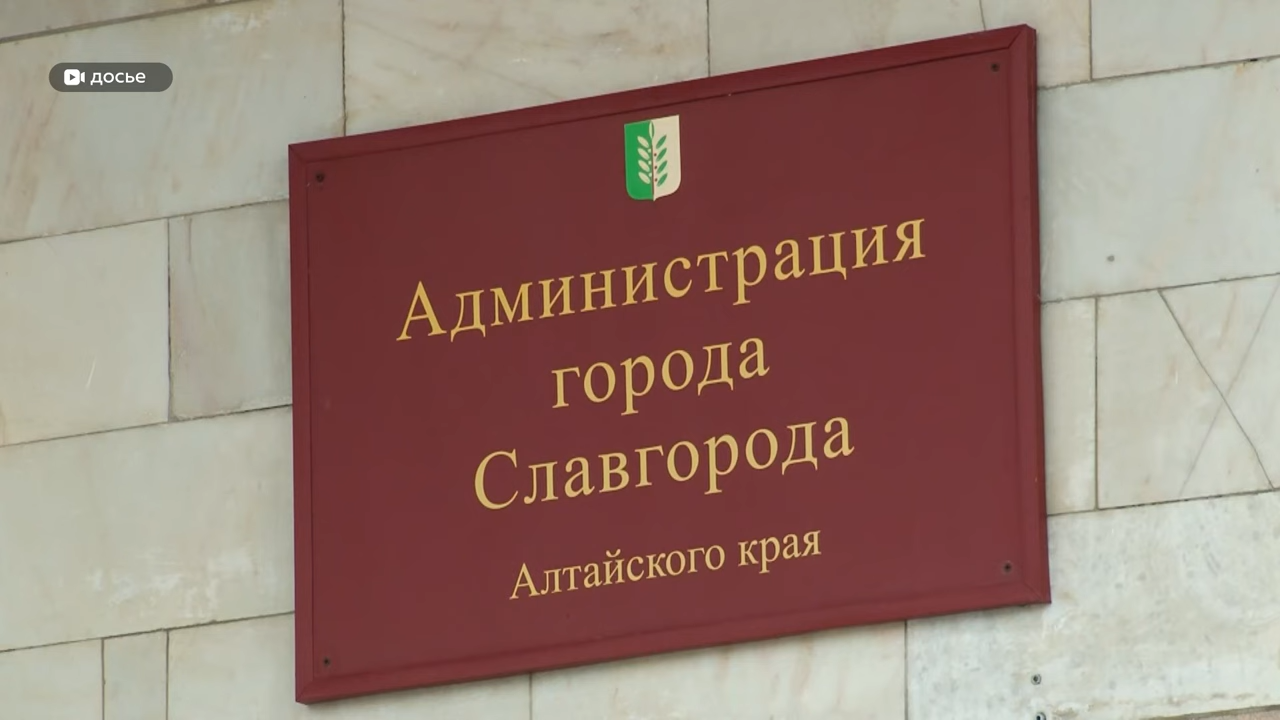 досье
Администрация
города
Славгорода
Алтайского края